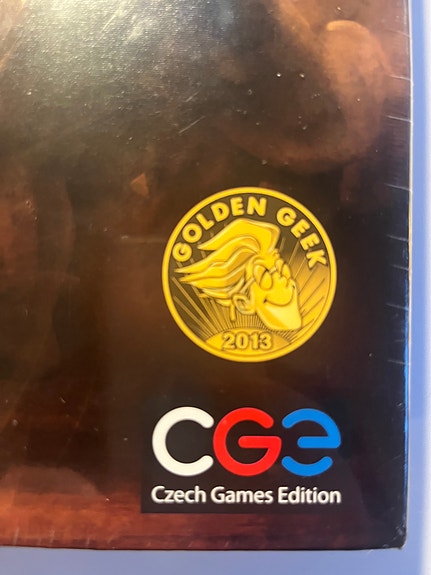 GOLDEN GEEK
2013
CGE
Czech Games Edition